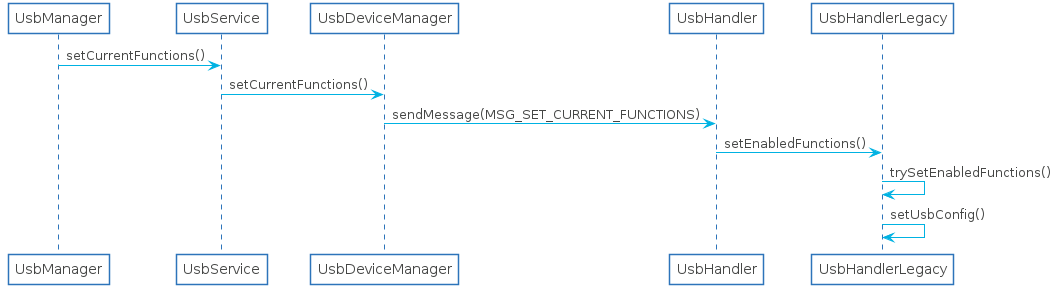 UsbManager UsbService UsbDeviceManager UsbHandler UsbHandlerLegacy
setCurrentFunctions()
setCurrentFunctions()
sendMessage(MSG_SET_CURRENT_FUNCTIONS)
setEnabledFunctions()
trySetEnabledFunctions()
setUsbConfig()
UsbManager UsbService UsbDeviceManager UsbHandler UsbHandlerLegacy